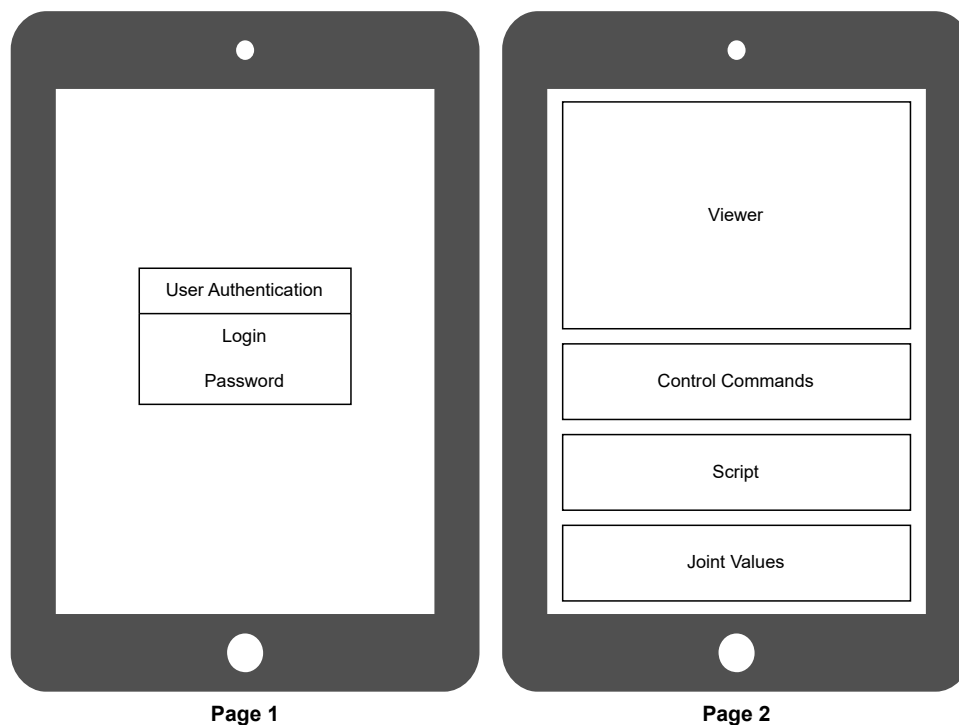 User Authentication
Login
Password
Page 1
Viewer
Control Commands
Script
Joint Values
Page 2